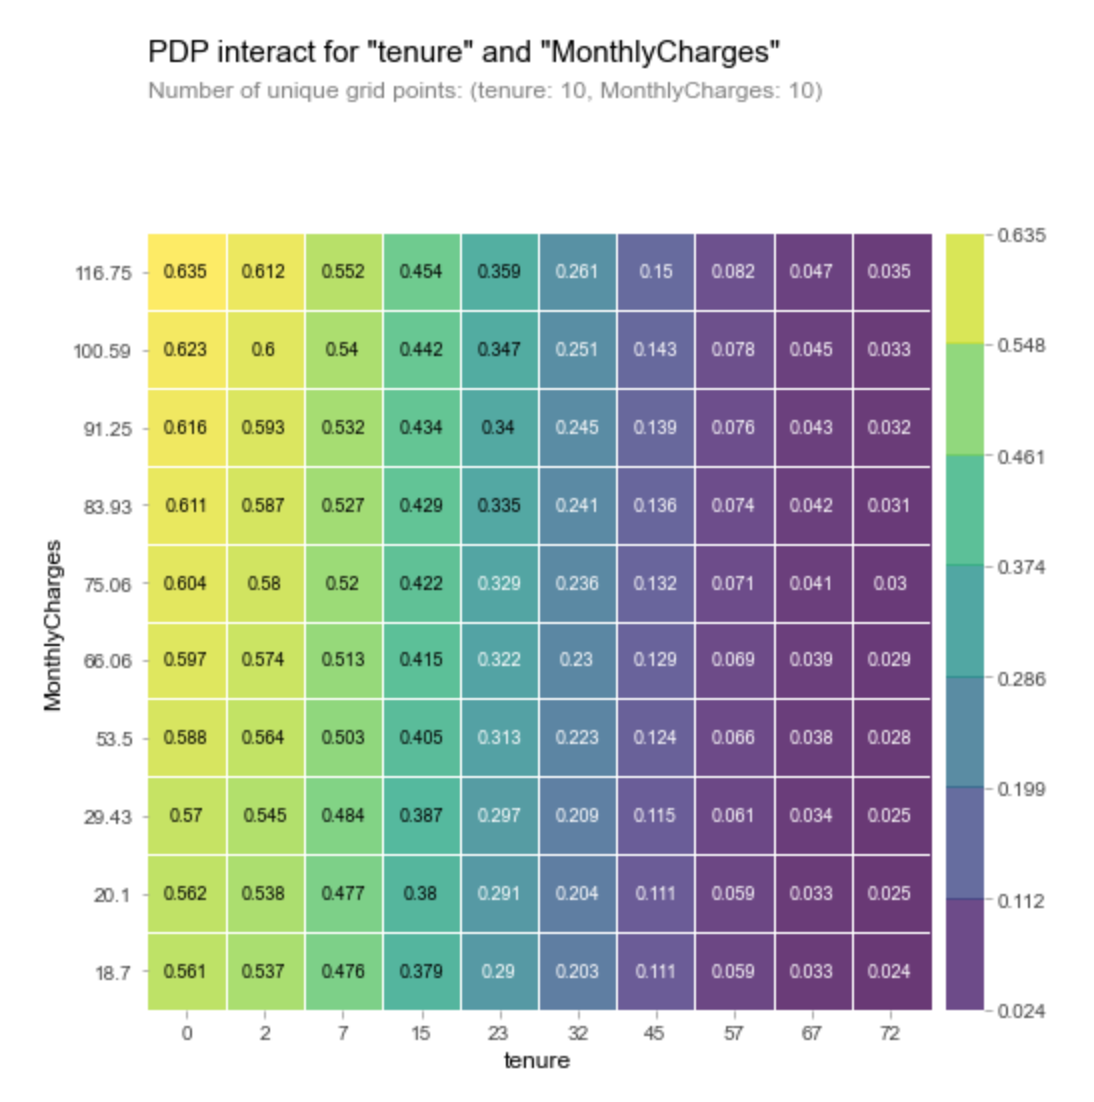 PDP interact for "tenure" and "MonthlyCharges"
Number of unique grid points: (tenure: 10, MonthlyCharges: 10)
0.635
116.75 0.635 0.612 0.552 0.454 0.359 0.261 0.15 0.082 0.047 0.035
0.548
100.59 0.623 0.6 0.54 0.442 0.347 0.251 0.143 0.078 0.045 0.033
91.25 0.616 0.593 0.532 0.434 0.34 0.245 0.139 0.076 0.043 0.032
0.461
83.93 0.611 0.587 0.527 0.429 0.335 0.241 0.136 0.074 0.042 0.031
0.374
75.06 0.604 0.58 0.52 0.422 0.329 0.236 0.132 0.071 0.041 0.03
MonthlyCharges
66.06 0.597 0.574 0.513 0.415 0.322 0.23 0.129 0.069 0.039 0.029
0.286
53.5 0.588 0.564 0.503 0.405 0.313 0.223 0.124 0.066 0.038 0.028
0.199
29.43 0.57 0.545 0.484 0.387 0.297 0.209 0.115 0.061 0.034 0.025
20.1 0.562 0.538 0.477 0.38 0.291 0.204 0.111 0.059 0.033 0.025
0.112
18.7 0.561 0.537 0.476 0.379 0.29 0.203 0.111 0.059 0.033 0.024
0.024
0 2 7 15 23 32 45 57 67 72
tenure